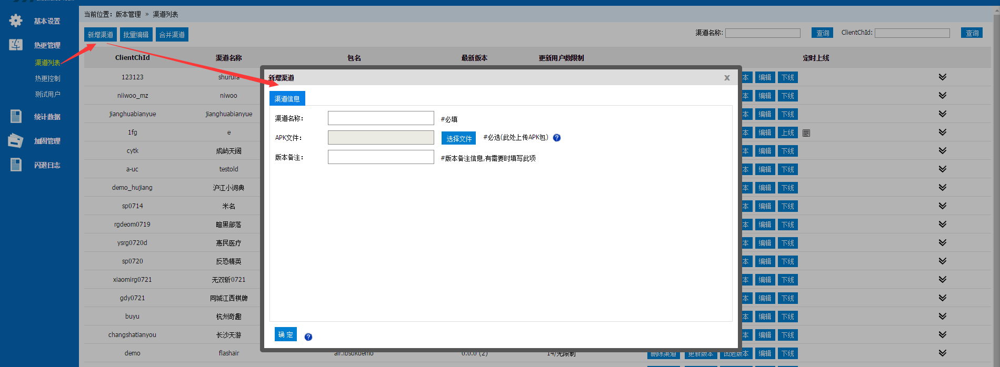 当前位置：版本管理 » 渠道列表
基本设置
热更管理
渠道列表
热更控制
测试用户
统计数据
加固管理
闪退日志
新增渠道 批量编辑 合并渠道 渠道名称: 查询 ClientChId: 查询
ClientChId 渠道名称 包名 最新版本 更新用户数限制 定时上线
123123 shurufa 本 编辑 下线
niiwoo_mz niwoo 本 编辑 下线
jianghuabianyue jianghuabianyue 本 编辑 下线
1fg e 本 编辑 上线
cytk 成屿天阔 本 编辑 下线
a-uc testold 本 编辑 下线
demo_hujiang 沪江小词典 本 编辑 下线
sp0714 米名 本 编辑 下线
rgdeom0719 暗黑部落 本 编辑 下线
ysrg0720d 惠民医疗 本 编辑 下线
sp0720 反恐精英 本 编辑 下线
xiaomirg0721 无双斩0721 本 编辑 下线
gdy0721 同城江西棋牌 本 编辑 下线
buyu 杭州奇趣 本 编辑 下线
changshatianyou 长沙天游 本 编辑 下线
demo flashair air.fbsdkdemo 0.0.0 (2) 14/无限制 删除渠道 更新版本 回退版本 编辑 下线
新增渠道 X
渠道信息
渠道名称： #必填
APK文件： 选择文件 #必选(此处上传APK包) ?
版本备注： #版本备注信息,有需要时填写此项
确 定 ?